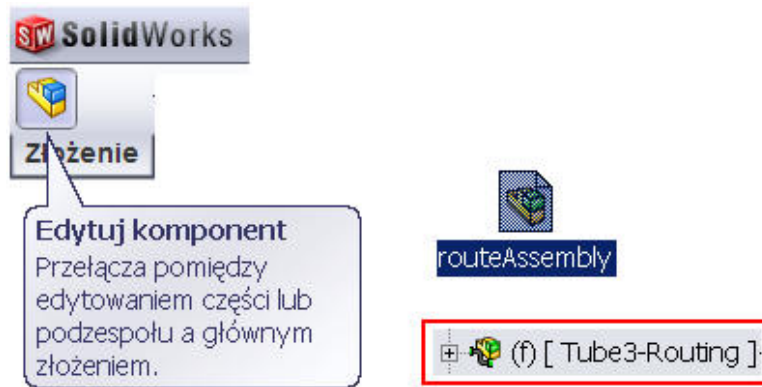 SolidWorks
Złożenie
Edytuj komponent
Przełącza pomiędzy
edytowaniem części lub
podzespołu a głównym
złożeniem.
routeAssembly
(f) [ Tube3-Routing ]-